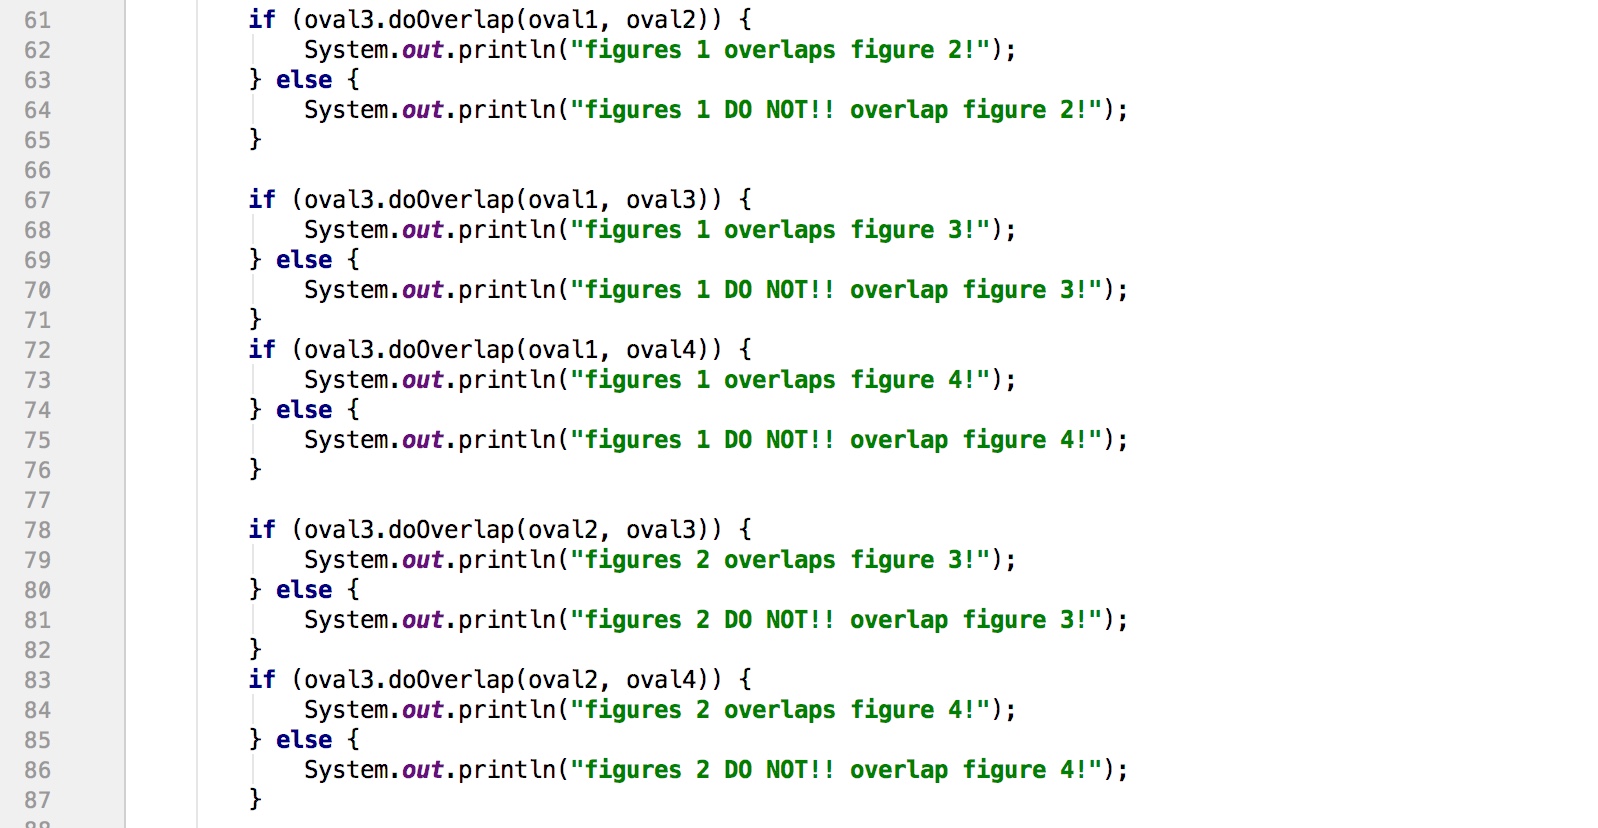 61 if (oval3.doOverlap(oval1, oval2)) {
62 System.out.println("figures 1 overlaps figure 2!");
63 } else {
64 System.out.println("figures 1 DO NOT!! overlap figure 2!");
65 }
66
67 if (oval3.doOverlap(oval1, oval3)) {
68 System.out.println("figures 1 overlaps figure 3!");
69 } else {
70 System.out.println("figures 1 DO NOT!! overlap figure 3!");
71 }
72 if (oval3.doOverlap(oval1, oval4)) {
73 System.out.println("figures 1 overlaps figure 4!");
74 } else {
75 System.out.println("figures 1 DO NOT!! overlap figure 4!");
76 }
77
78 if (oval3.doOverlap(oval2, oval3)) {
79 System.out.println("figures 2 overlaps figure 3!");
80 } else {
81 System.out.println("figures 2 DO NOT!! overlap figure 3!");
82 }
83 if (oval3.doOverlap(oval2, oval4)) {
84 System.out.println("figures 2 overlaps figure 4!");
85 } else {
86 System.out.println("figures 2 DO NOT!! overlap figure 4!");
87 }